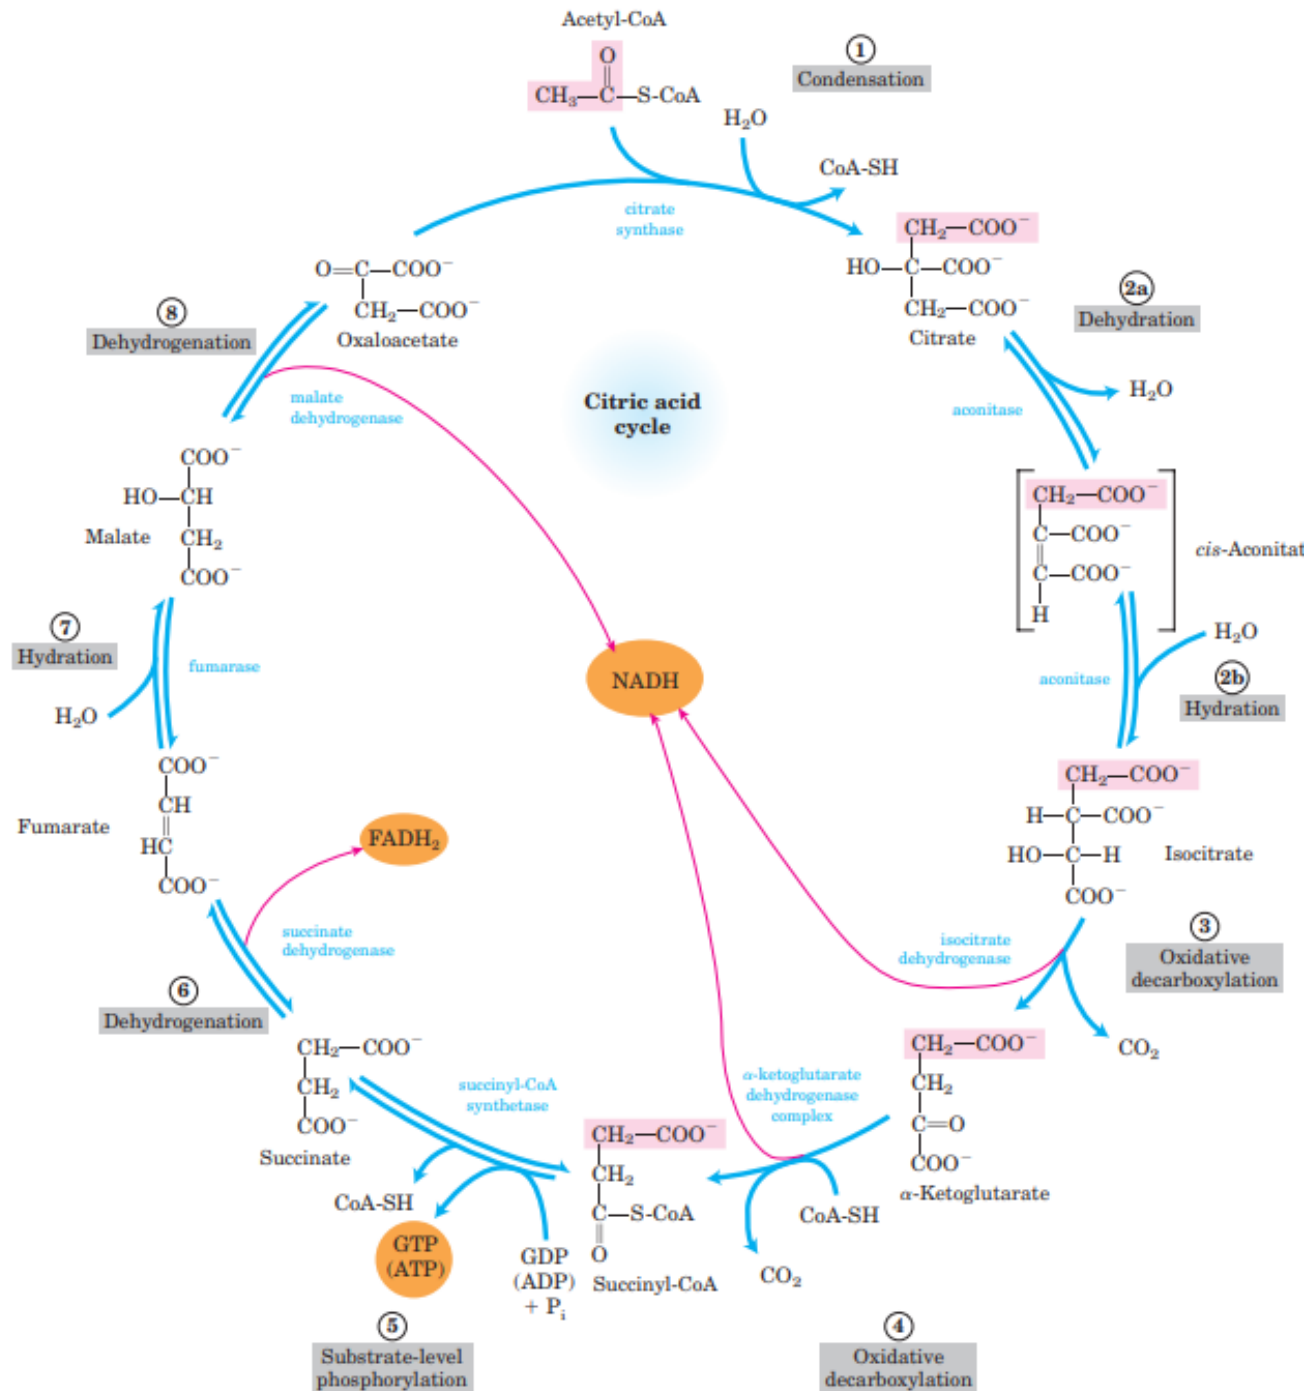 Acetyl-CoA
O
CH₃—C—S-CoA
①
Condensation
H₂O
CoA-SH
citrate
synthase
CH₂—COO⁻
HO—C—COO⁻
CH₂—COO⁻
Citrate
2a
Dehydration
H₂O
aconitase
CH₂—COO⁻
C—COO⁻
C—COO⁻
H
cis-Aconitat
H₂O
aconitase
2b
Hydration
CH₂—COO⁻
H—C—COO⁻
HO—C—H
COO⁻
Isocitrate
③
Oxidative
decarboxylation
isocitrate
dehydrogenase
CO₂
CH₂—COO⁻
CH₂
C=O
COO⁻
α-Ketoglutarate
α-ketoglutarate
dehydrogenase
complex
CoA-SH
CO₂
④
Oxidative
decarboxylation
CH₂—COO⁻
CH₂
C—S-CoA
O
Succinyl-CoA
succinyl-CoA
synthetase
GDP
(ADP)
+ Pᵢ
CoA-SH
GTP
(ATP)
⑤
Substrate-level
phosphorylation
CH₂—COO⁻
CH₂
COO⁻
Succinate
⑥
Dehydrogenation
succinate
dehydrogenase
FADH₂
COO⁻
CH
HC
COO⁻
Fumarate
⑦
Hydration
H₂O
fumarase
COO⁻
HO—CH
CH₂
COO⁻
Malate
⑧
Dehydrogenation
malate
dehydrogenase
O=C—COO⁻
CH₂—COO⁻
Oxaloacetate
Citric acid
cycle
NADH